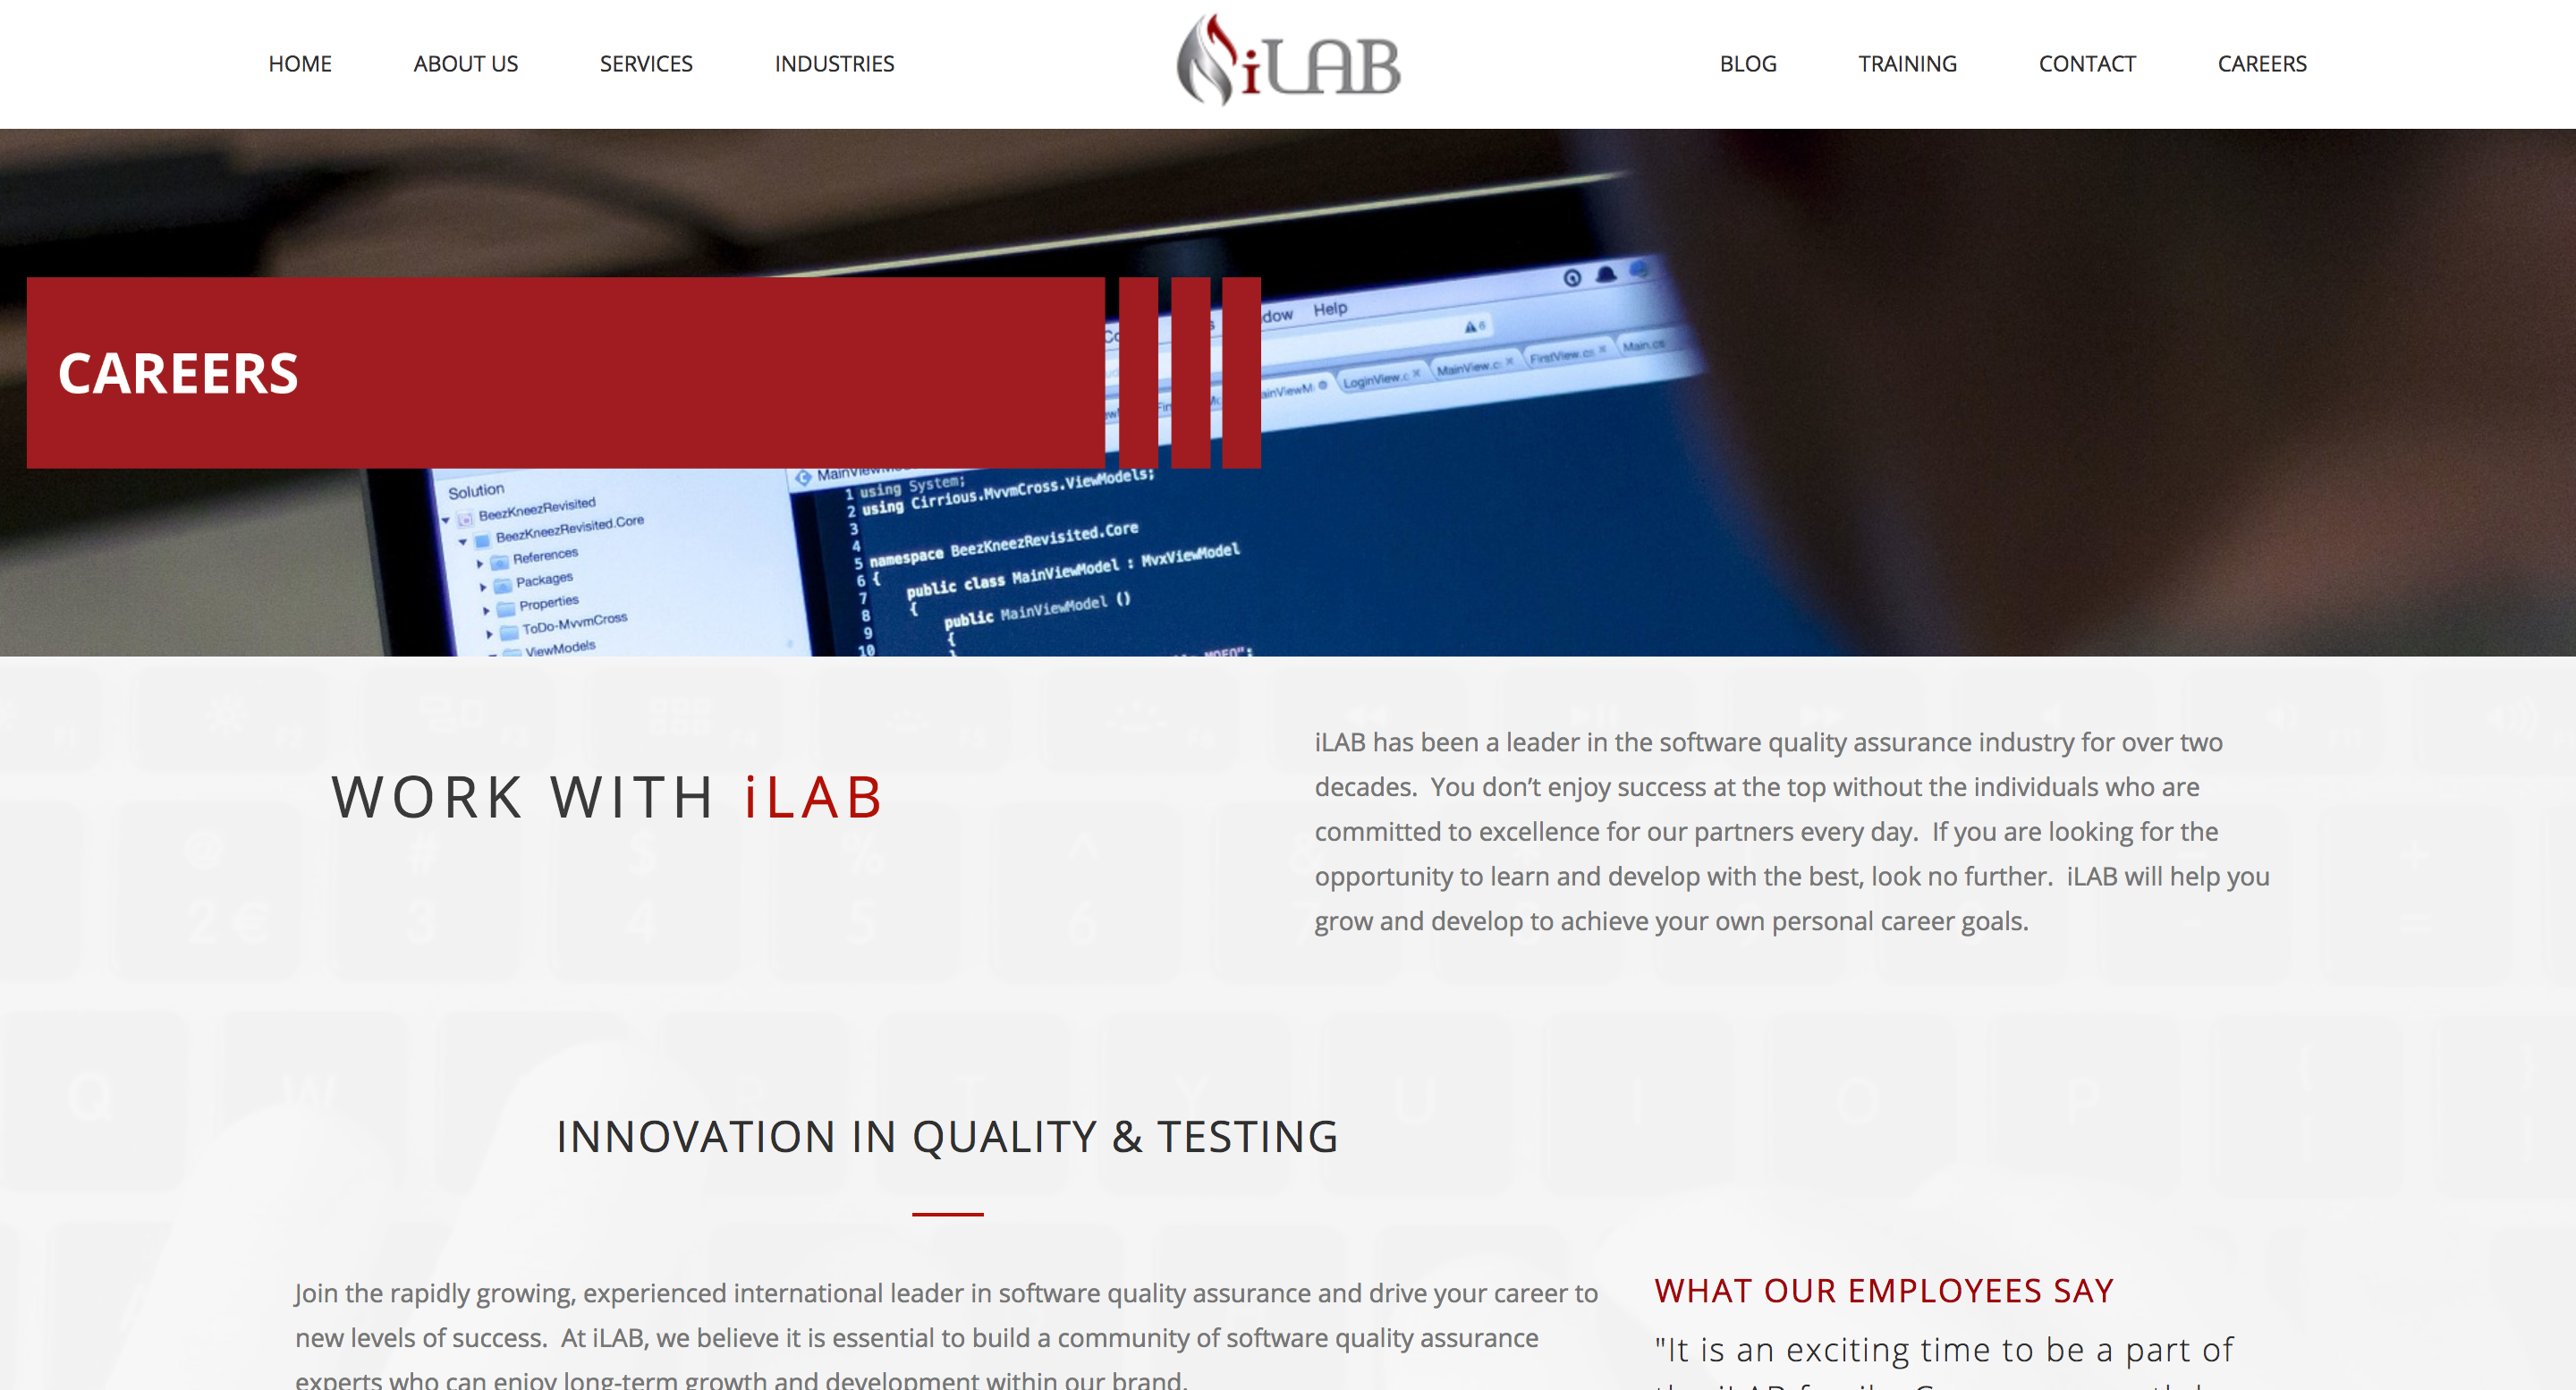 HOME ABOUT US SERVICES INDUSTRIES iLAB BLOG TRAINING CONTACT CAREERS
CAREERS
dow Help
6
ainViewM LoginView.c MainView.c FirstView.cs Main.cs
Solution
BeezKneezRevisited
BeezKneezRevisited.Core
References
Packages
Properties
ToDo-MvvmCross
ViewModels
1 using System;
2 using Cirrious.MvvmCross.ViewModels;
3
4
5 namespace BeezKneezRevisited.Core
6 {
7 public class MainViewModel : MvxViewModel
8 {
9 public MainViewModel ()
10 {
WORK WITH iLAB
iLAB has been a leader in the software quality assurance industry for over two
decades. You don’t enjoy success at the top without the individuals who are
committed to excellence for our partners every day. If you are looking for the
opportunity to learn and develop with the best, look no further. iLAB will help you
grow and develop to achieve your own personal career goals.
INNOVATION IN QUALITY & TESTING
Join the rapidly growing, experienced international leader in software quality assurance and drive your career to
new levels of success. At iLAB, we believe it is essential to build a community of software quality assurance
experts who can enjoy long-term growth and development within our brand.
WHAT OUR EMPLOYEES SAY
"It is an exciting time to be a part of